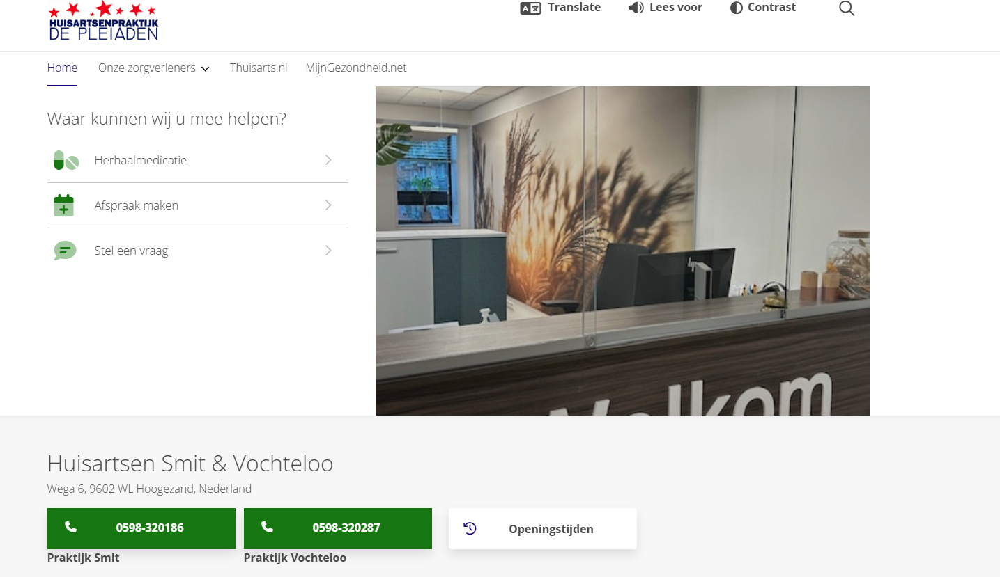 HUISARTSENPRAKTIJK
DE PLEIADEN
Translate
Lees voor
Contrast
Home
Onze zorgverleners
Thuisarts.nl
MijnGezondheid.net
Waar kunnen wij u mee helpen?
Herhaalmedicatie
Afspraak maken
Stel een vraag
hp
Welkom
Huisartsen Smit & Vochteloo
Wega 6, 9602 WL Hoogezand, Nederland
0598-320186
0598-320287
Openingstijden
Praktijk Smit
Praktijk Vochteloo